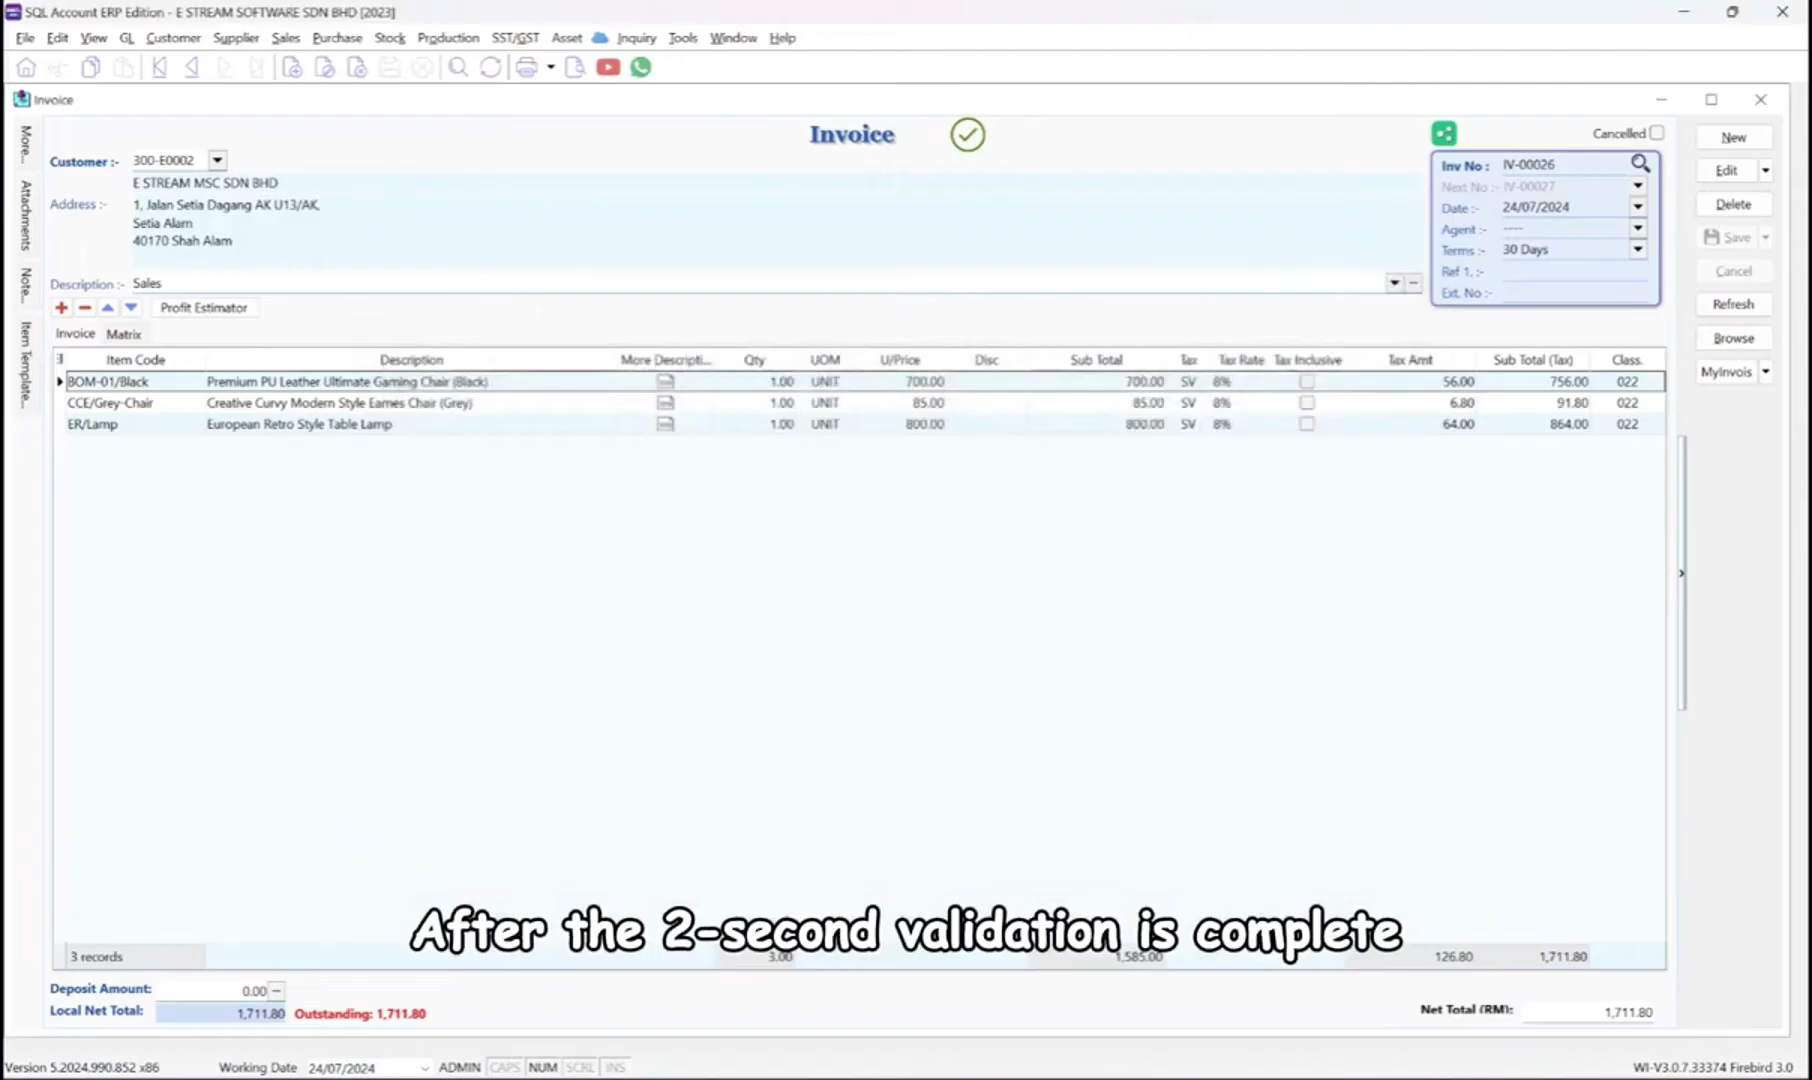 SQL Account ERP Edition - E STREAM SOFTWARE SDN BHD [2023]
File Edit View GL Customer Supplier Sales Purchase Stock Production SST/GST Asset Inquiry Tools Window Help
Invoice
Invoice
Cancelled
New
Edit
Delete
Save
Cancel
Refresh
Browse
MyInvois
More...
Attachments
Note...
Item Template...
Customer :- 300-E0002
E STREAM MSC SDN BHD
Address :- 1, Jalan Setia Dagang AK U13/AK,
Setia Alam
40170 Shah Alam
Description :- Sales
Inv No : IV-00026
Next No :- IV-00027
Date :- 24/07/2024
Agent :- ----
Terms :- 30 Days
Ref 1. :-
Ext. No :-
Profit Estimator
Invoice Matrix
Item Code Description More Descripti... Qty UOM U/Price Disc Sub Total Tax Tax Rate Tax Inclusive Tax Amt Sub Total (Tax) Class.
BOM-01/Black Premium PU Leather Ultimate Gaming Chair (Black) 1.00 UNIT 700.00 700.00 SV 8% 56.00 756.00 022
CCE/Grey-Chair Creative Curvy Modern Style Eames Chair (Grey) 1.00 UNIT 85.00 85.00 SV 8% 6.80 91.80 022
ER/Lamp European Retro Style Table Lamp 1.00 UNIT 800.00 800.00 SV 8% 64.00 864.00 022
After the 2-second validation is complete
3 records 3.00 1,585.00 126.80 1,711.80
Deposit Amount: 0.00
Local Net Total: 1,711.80 Outstanding: 1,711.80
Net Total (RM): 1,711.80
Version 5.2024.990.852 x86 Working Date 24/07/2024 ADMIN CAPS NUM SCRL INS WI-V3.0.7.33374 Firebird 3.0